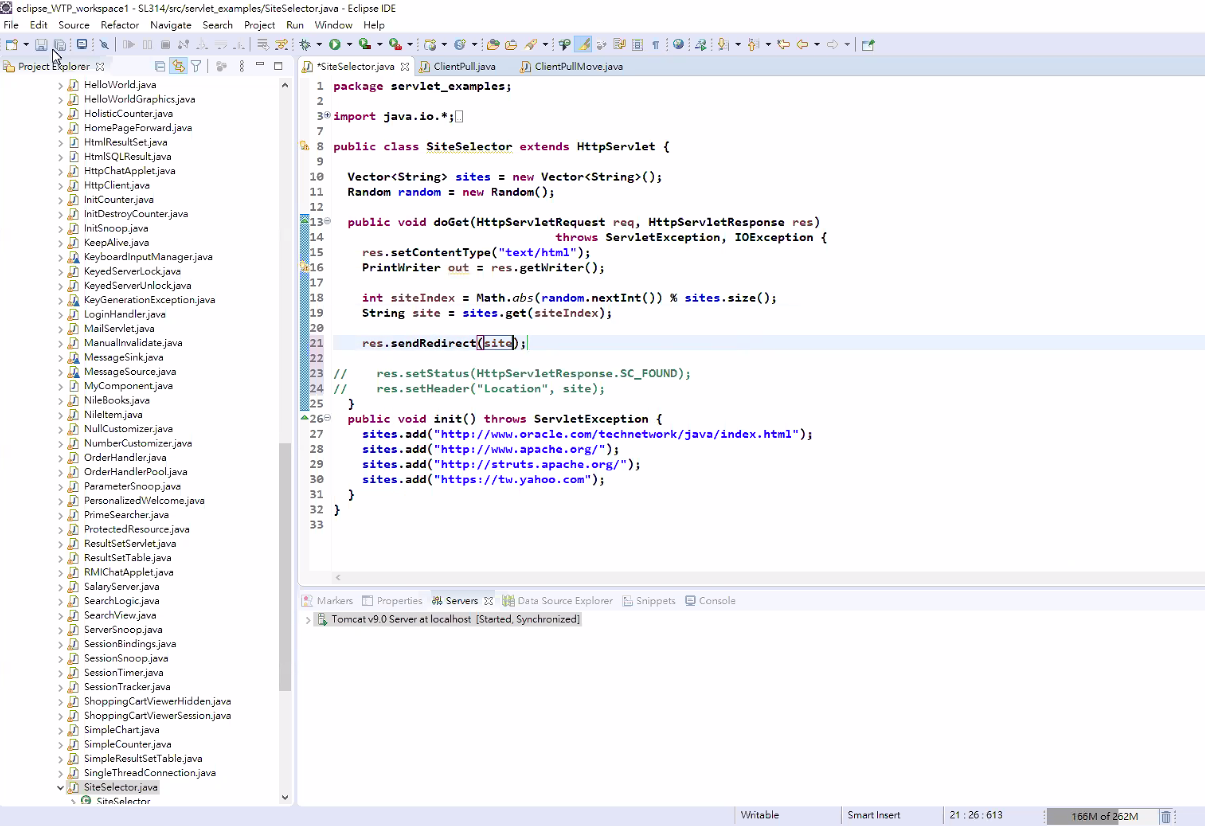 eclipse_WTP_workspace1 - SL314/src/servlet_examples/SiteSelector.java - Eclipse IDE
File Edit Source Refactor Navigate Search Project Run Window Help
Project Explorer
HelloWorld.java
HelloWorldGraphics.java
HolisticCounter.java
HomePageForward.java
HtmlResultSet.java
HtmlSQLResult.java
HttpChatApplet.java
HttpClient.java
InitCounter.java
InitDestroyCounter.java
InitSnoop.java
KeepAlive.java
KeyboardInputManager.java
KeyedServerLock.java
KeyedServerUnlock.java
KeyGenerationException.java
LoginHandler.java
MailServlet.java
ManualInvalidate.java
MessageSink.java
MessageSource.java
MyComponent.java
NileBooks.java
NileItem.java
NullCustomizer.java
NumberCustomizer.java
OrderHandler.java
OrderHandlerPool.java
ParameterSnoop.java
PersonalizedWelcome.java
PrimeSearcher.java
ProtectedResource.java
ResultSetServlet.java
ResultSetTable.java
RMIChatApplet.java
SalaryServer.java
SearchLogic.java
SearchView.java
ServerSnoop.java
SessionBindings.java
SessionSnoop.java
SessionTimer.java
SessionTracker.java
ShoppingCartViewerHidden.java
ShoppingCartViewerSession.java
SimpleChart.java
SimpleCounter.java
SimpleResultSetTable.java
SingleThreadConnection.java
SiteSelector.java
SiteSelector
*SiteSelector.java ClientPull.java ClientPullMove.java
1 package servlet_examples;
2
3 import java.io.*;
7
8 public class SiteSelector extends HttpServlet {
9
10 Vector<String> sites = new Vector<String>();
11 Random random = new Random();
12
13 public void doGet(HttpServletRequest req, HttpServletResponse res)
14 throws ServletException, IOException {
15 res.setContentType("text/html");
16 PrintWriter out = res.getWriter();
17
18 int siteIndex = Math.abs(random.nextInt()) % sites.size();
19 String site = sites.get(siteIndex);
20
21 res.sendRedirect(site);
22
23 // res.setStatus(HttpServletResponse.SC_FOUND);
24 // res.setHeader("Location", site);
25 }
26 public void init() throws ServletException {
27 sites.add("http://www.oracle.com/technetwork/java/index.html");
28 sites.add("http://www.apache.org/");
29 sites.add("http://struts.apache.org/");
30 sites.add("https://tw.yahoo.com");
31 }
32 }
33
Markers Properties Servers Data Source Explorer Snippets Console
Tomcat v9.0 Server at localhost [Started, Synchronized]
Writable Smart Insert 21 : 26 : 613 166M of 262M